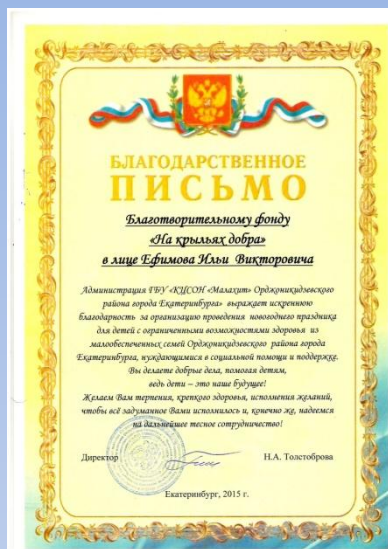 БЛАГОДАРСТВЕННОЕ
ПИСЬМО
Благотворительному фонду
«На крыльях добра»
в лице Ефимова Ильи Викторовича
Администрация ГБУ «КЦСОН «Малахит» Орджоникидзевского
района города Екатеринбурга» выражает искреннюю
благодарность за организацию проведения новогоднего праздника
для детей с ограниченными возможностями здоровья из
малообеспеченных семей Орджоникидзевского района города
Екатеринбурга, нуждающимися в социальной помощи и поддержке.
Вы делаете добрые дела, помогая детям,
ведь дети – это наше будущее!
Желаем Вам терпения, крепкого здоровья, исполнения желаний,
чтобы всё задуманное Вами исполнилось и, конечно же, надеемся
на дальнейшее тесное сотрудничество!
Директор Н.А. Толстоброва
Екатеринбург, 2015 г.